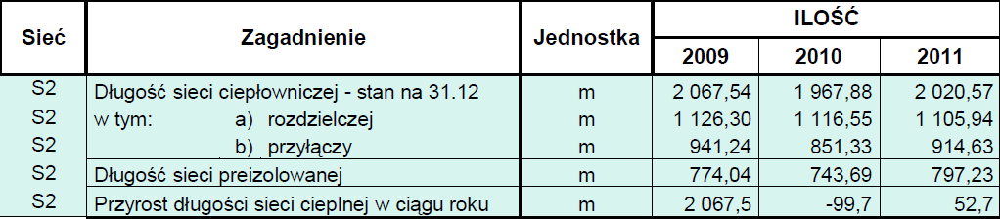 Sieć Zagadnienie Jednostka ILOŚĆ
2009 2010 2011
S2 Długość sieci ciepłowniczej - stan na 31.12 m 2 067,54 1 967,88 2 020,57
S2 w tym: a) rozdzielczej m 1 126,30 1 116,55 1 105,94
S2 b) przyłączy m 941,24 851,33 914,63
S2 Długość sieci preizolowanej m 774,04 743,69 797,23
S2 Przyrost długości sieci cieplnej w ciągu roku m 2 067,5 -99,7 52,7